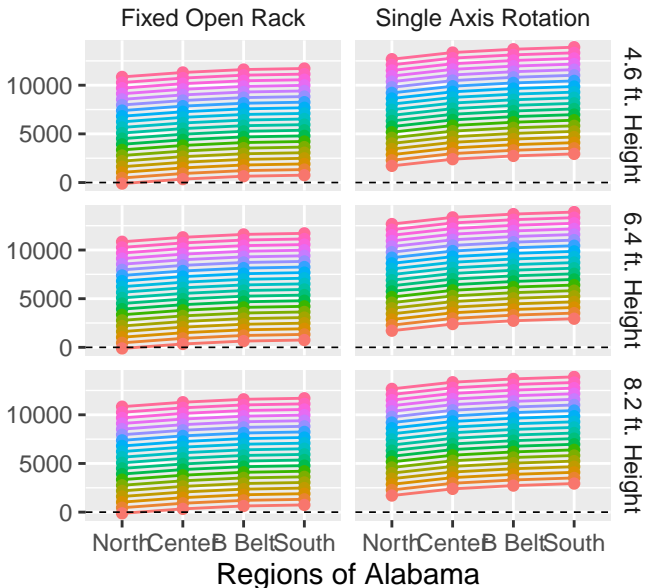 Fixed Open Rack Single Axis Rotation
10000
5000
0
4.6 ft. Height
10000
5000
0
6.4 ft. Height
10000
5000
0
8.2 ft. Height
North Center B Belt South North Center B Belt South
Regions of Alabama